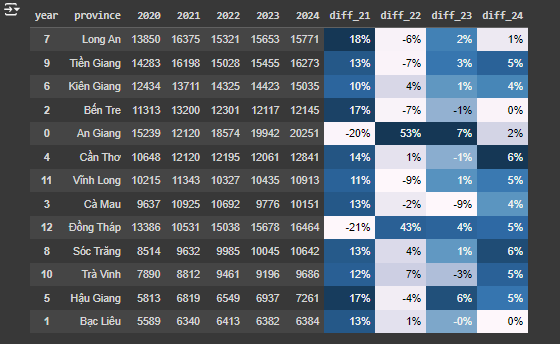 year province 2020 2021 2022 2023 2024 diff_21 diff_22 diff_23 diff_24
7 Long An 13850 16375 15321 15653 15771 18% -6% 2% 1%
9 Tiền Giang 14283 16198 15028 15455 16273 13% -7% 3% 5%
6 Kiên Giang 12434 13711 14325 14423 15035 10% 4% 1% 4%
2 Bến Tre 11313 13200 12301 12117 12145 17% -7% -1% 0%
0 An Giang 15239 12120 18574 19942 20251 -20% 53% 7% 2%
4 Cần Thơ 10648 12120 12195 12061 12841 14% 1% -1% 6%
11 Vĩnh Long 10215 11343 10327 10435 10913 11% -9% 1% 5%
3 Cà Mau 9637 10925 10692 9776 10151 13% -2% -9% 4%
12 Đồng Tháp 13386 10531 15038 15678 16464 -21% 43% 4% 5%
8 Sóc Trăng 8514 9632 9985 10045 10642 13% 4% 1% 6%
10 Trà Vinh 7890 8812 9461 9196 9686 12% 7% -3% 5%
5 Hậu Giang 5813 6819 6549 6937 7261 17% -4% 6% 5%
1 Bạc Liêu 5589 6340 6413 6382 6384 13% 1% -0% 0%